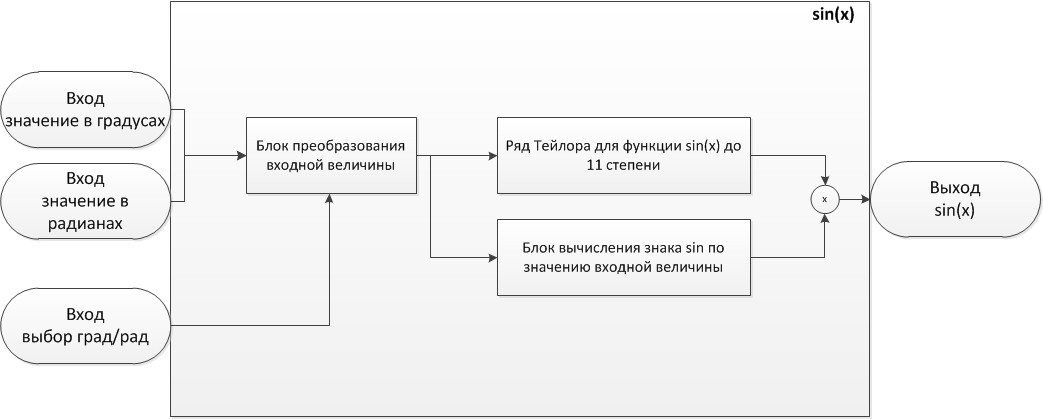 sin(x)
Вход
значение в градусах
Вход
значение в
радианах
Вход
выбор град/рад
Блок преобразования
входной величины
Ряд Тейлора для функции sin(x) до
11 степени
Блок вычисления знака sin по
значению входной величины
x
Выход
sin(x)